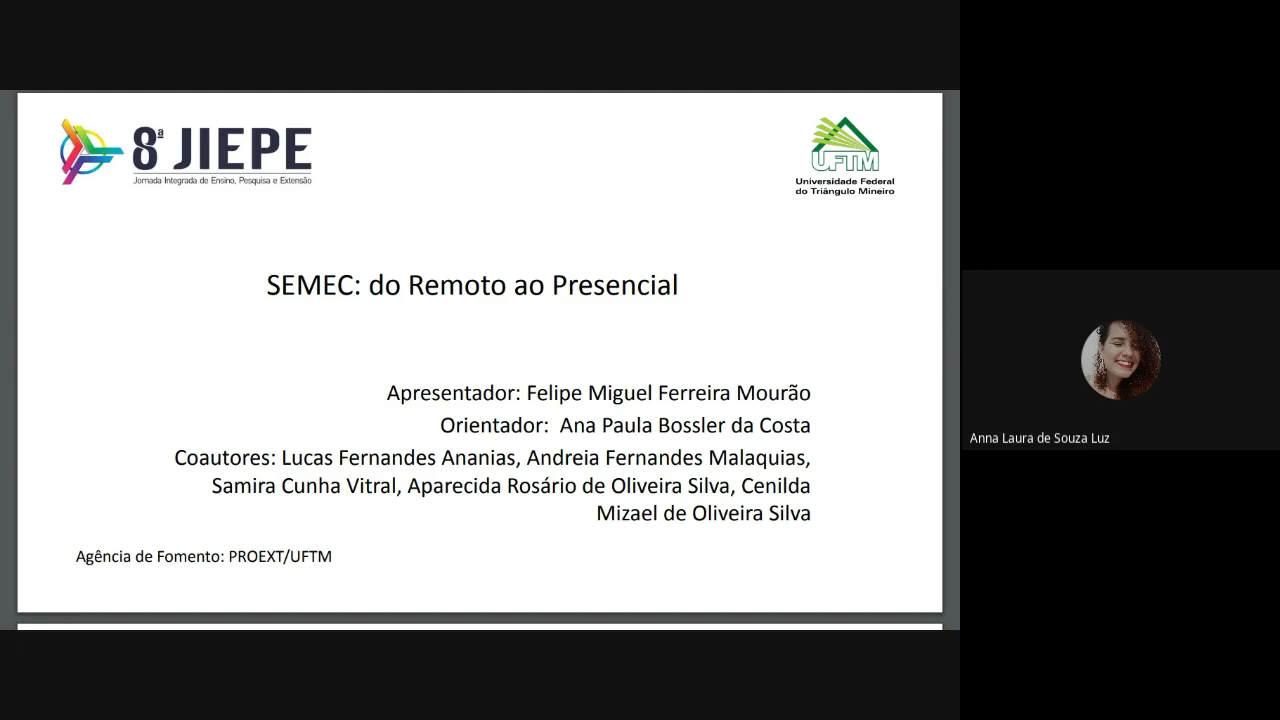 8ª JIEPE
Jornada Integrada de Ensino, Pesquisa e Extensão
UFTM
Universidade Federal
do Triângulo Mineiro
SEMEC: do Remoto ao Presencial
Apresentador: Felipe Miguel Ferreira Mourão
Orientador: Ana Paula Bossler da Costa
Coautores: Lucas Fernandes Ananias, Andreia Fernandes Malaquias,
Samira Cunha Vitral, Aparecida Rosário de Oliveira Silva, Cenilda
Mizael de Oliveira Silva
Agência de Fomento: PROEXT/UFTM
Anna Laura de Souza Luz